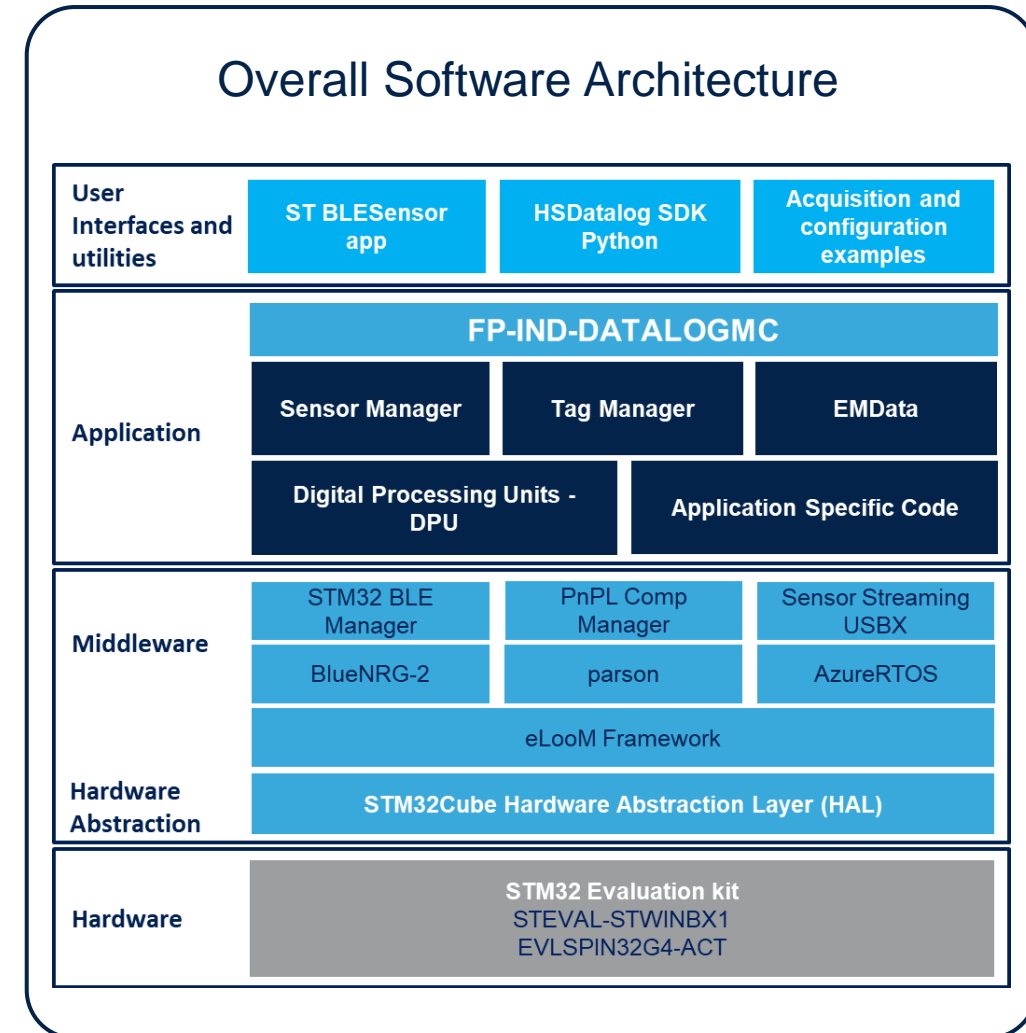 Overall Software Architecture
User
Interfaces and
utilities
ST BLESensor
app
HSDatalog SDK
Python
Acquisition and
configuration
examples
Application
FP-IND-DATALOGMC
Sensor Manager
Tag Manager
EMData
Digital Processing Units -
DPU
Application Specific Code
Middleware
STM32 BLE
Manager
PnPL Comp
Manager
Sensor Streaming
USBX
BlueNRG-2
parson
AzureRTOS
eLooM Framework
Hardware
Abstraction
STM32Cube Hardware Abstraction Layer (HAL)
Hardware
STM32 Evaluation kit
STEVAL-STWINBX1
EVLSPIN32G4-ACT